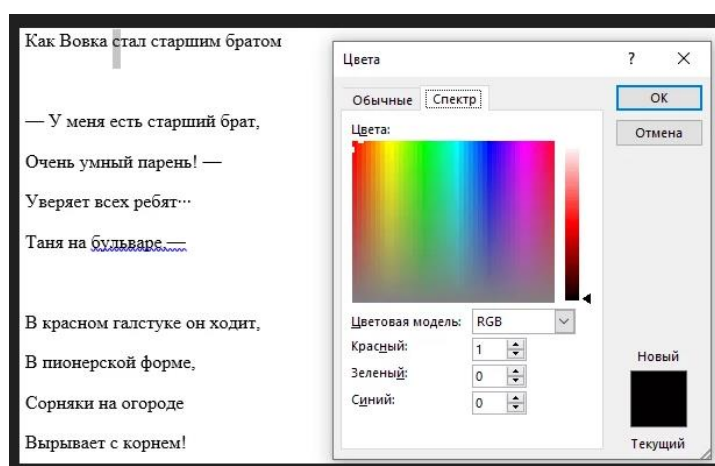 Как Вовка стал старшим братом
— У меня есть старший брат,
Очень умный парень! —
Уверяет всех ребят···
Таня на бульваре.—
В красном галстуке он ходит,
В пионерской форме,
Сорняки на огороде
Вырывает с корнем!
Цвета
?
Обычные
Спектр
Цвета:
Цветовая модель: RGB
Красный: 1
Зеленый: 0
Синий: 0
ОК
Отмена
Новый
Текущий